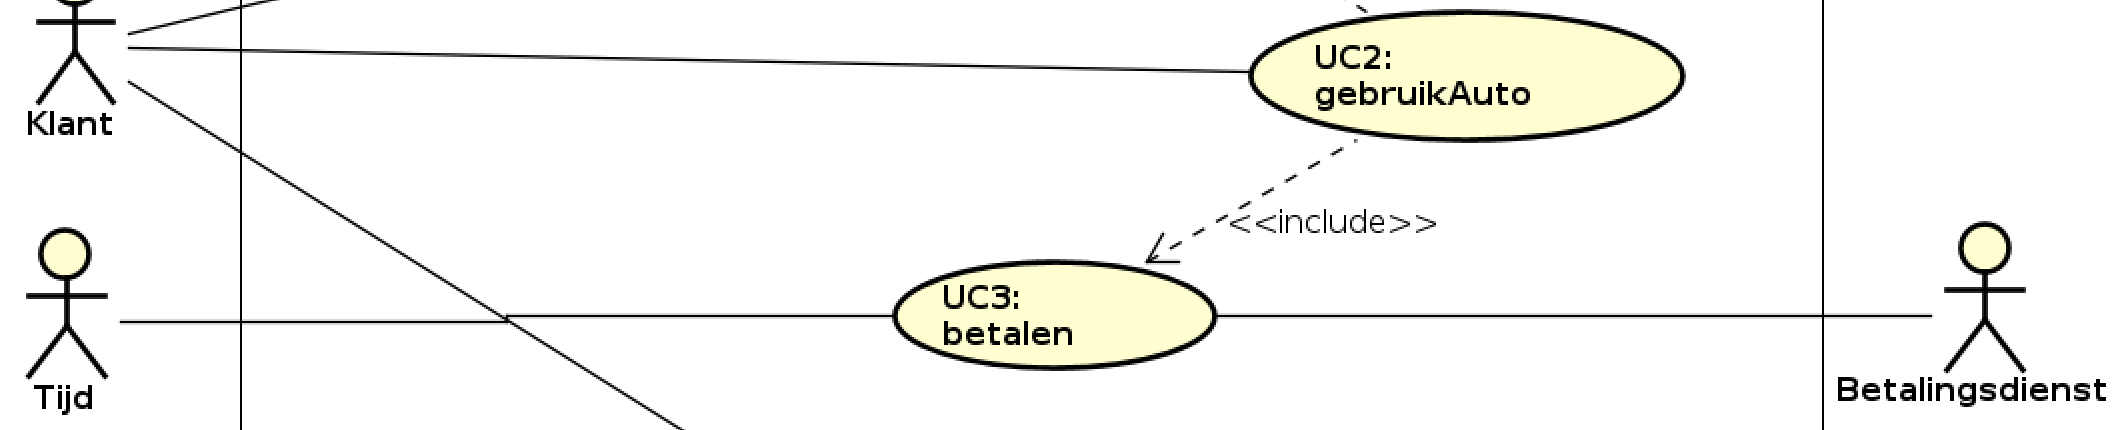 UC2:
gebruikAuto
Klant
<<include>>
UC3:
betalen
Tijd
Betalingsdienst